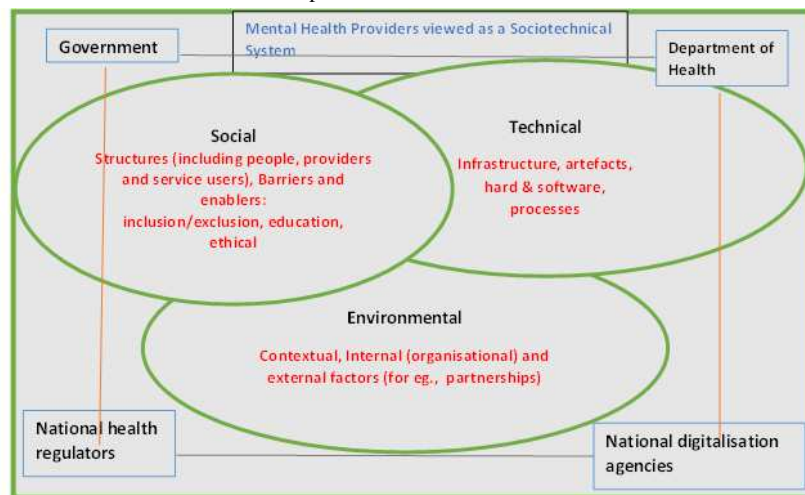 Government
Mental Health Providers viewed as a Sociotechnical
System
Department of
Health
Social
Structures (including people, providers
and service users), Barriers and
enablers:
inclusion/exclusion, education,
ethical
Technical
Infrastructure, artefacts,
hard & software,
processes
Environmental
Contextual, Internal (organisational) and
external factors (for eg., partnerships)
National health
regulators
National digitalisation
agencies